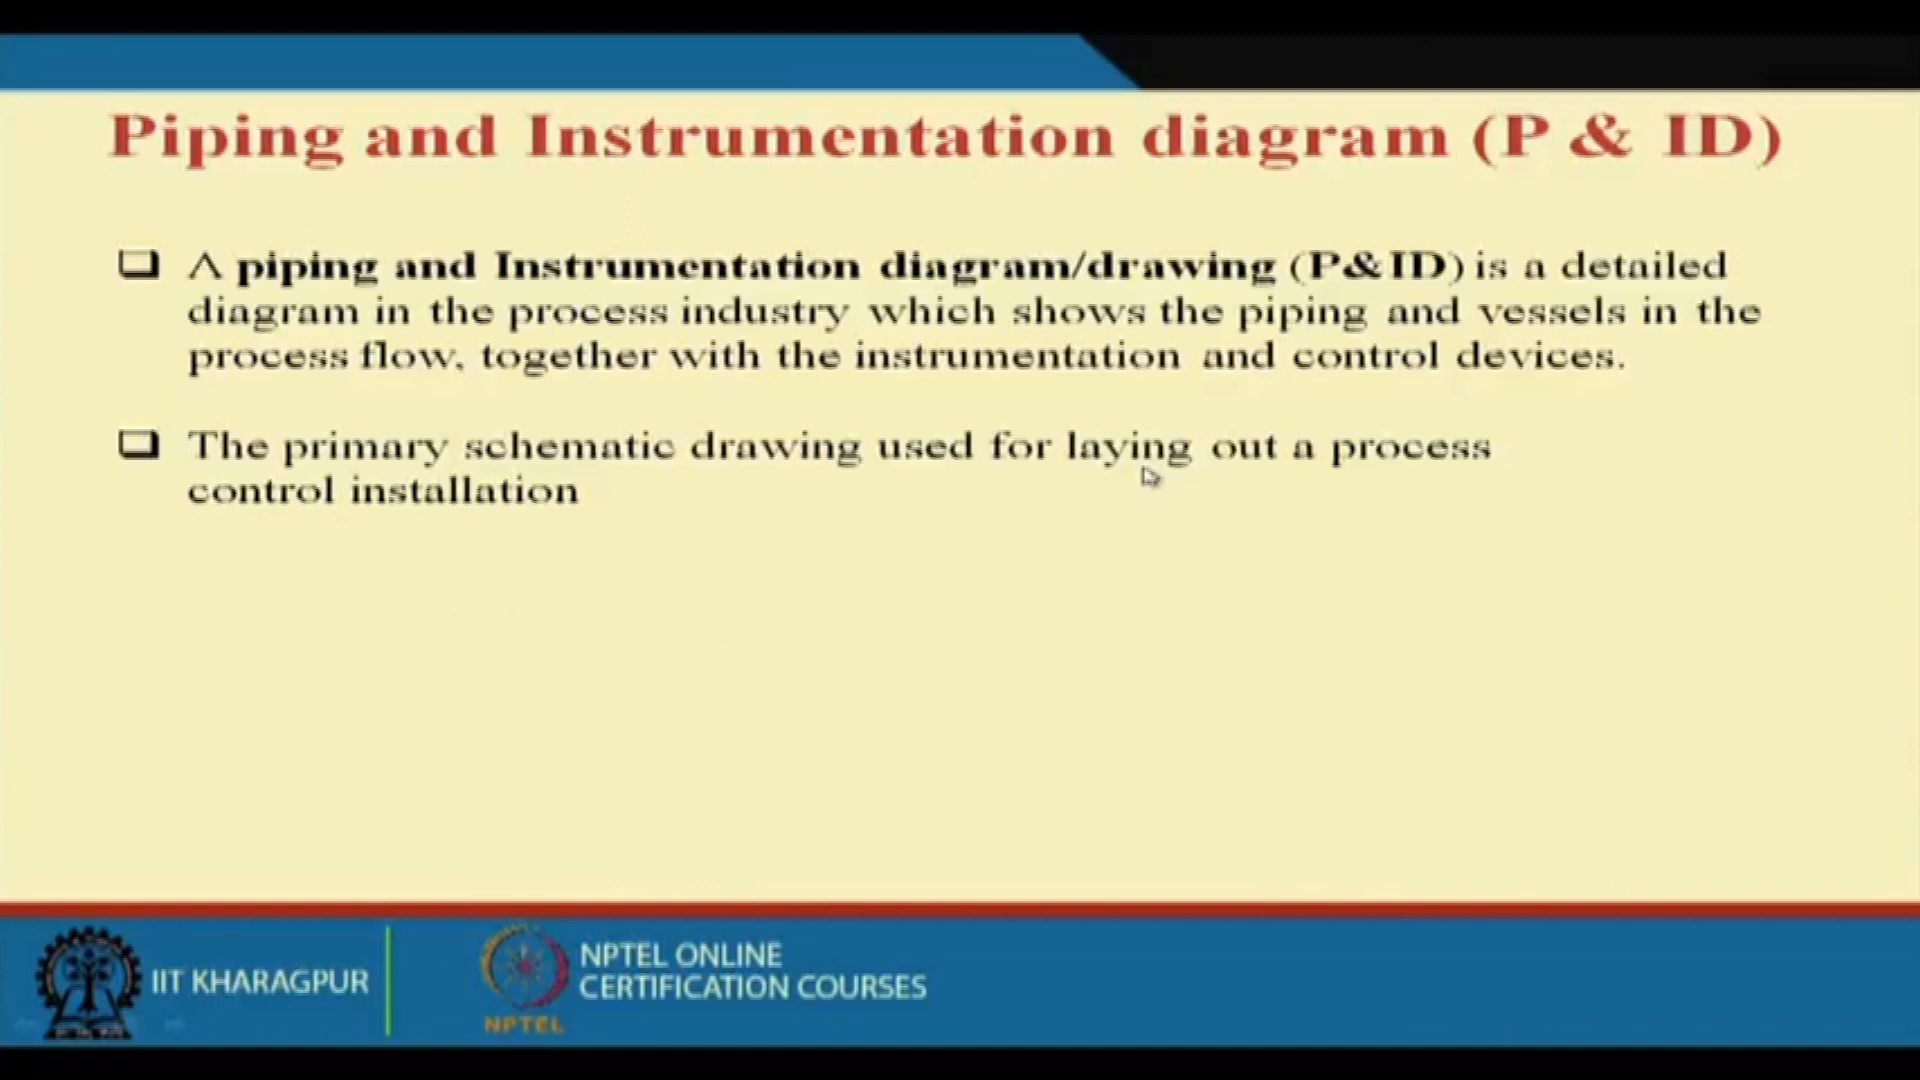 Piping and Instrumentation diagram (P & ID)
A piping and Instrumentation diagram/drawing (P&ID) is a detailed
diagram in the process industry which shows the piping and vessels in the
process flow, together with the instrumentation and control devices.
The primary schematic drawing used for laying out a process
control installation
IIT KHARAGPUR
NPTEL ONLINE
CERTIFICATION COURSES
NPTEL